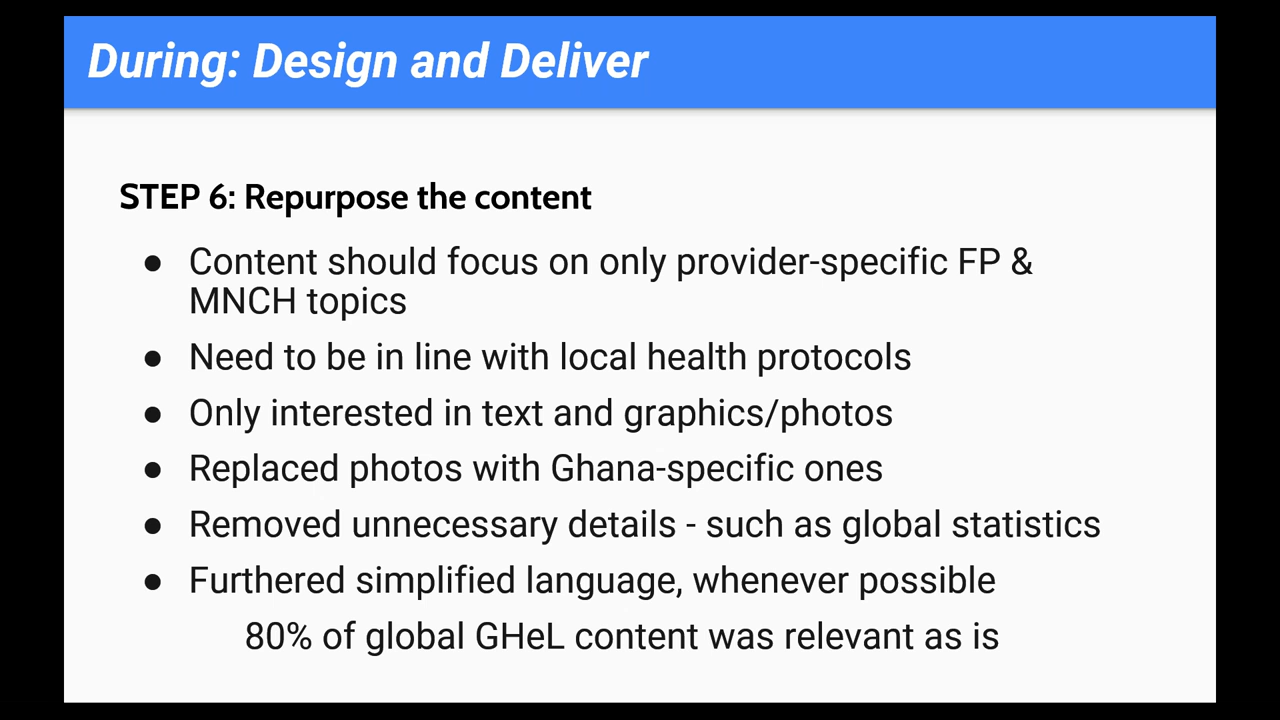 During: Design and Deliver
STEP 6: Repurpose the content
● Content should focus on only provider-specific FP &
MNCH topics
● Need to be in line with local health protocols
● Only interested in text and graphics/photos
● Replaced photos with Ghana-specific ones
● Removed unnecessary details - such as global statistics
● Furthered simplified language, whenever possible
80% of global GHeL content was relevant as is